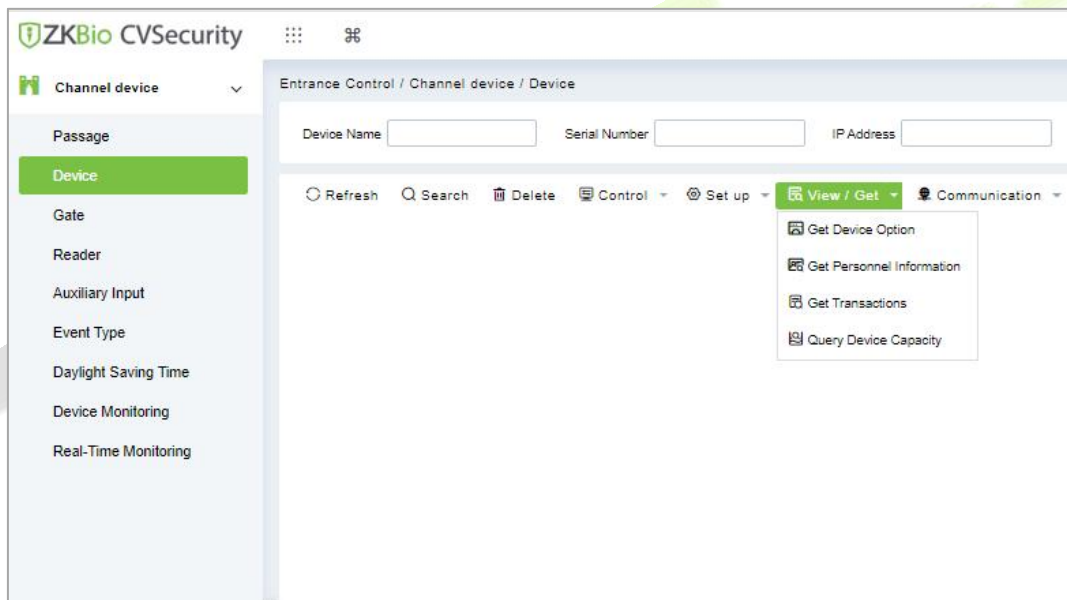 ZKBio CVSecurity
Channel device
Passage
Device
Gate
Reader
Auxiliary Input
Event Type
Daylight Saving Time
Device Monitoring
Real-Time Monitoring
Entrance Control / Channel device / Device
Device Name Serial Number IP Address
Refresh Search Delete Control Set up View / Get Communication
Get Device Option
Get Personnel Information
Get Transactions
Query Device Capacity